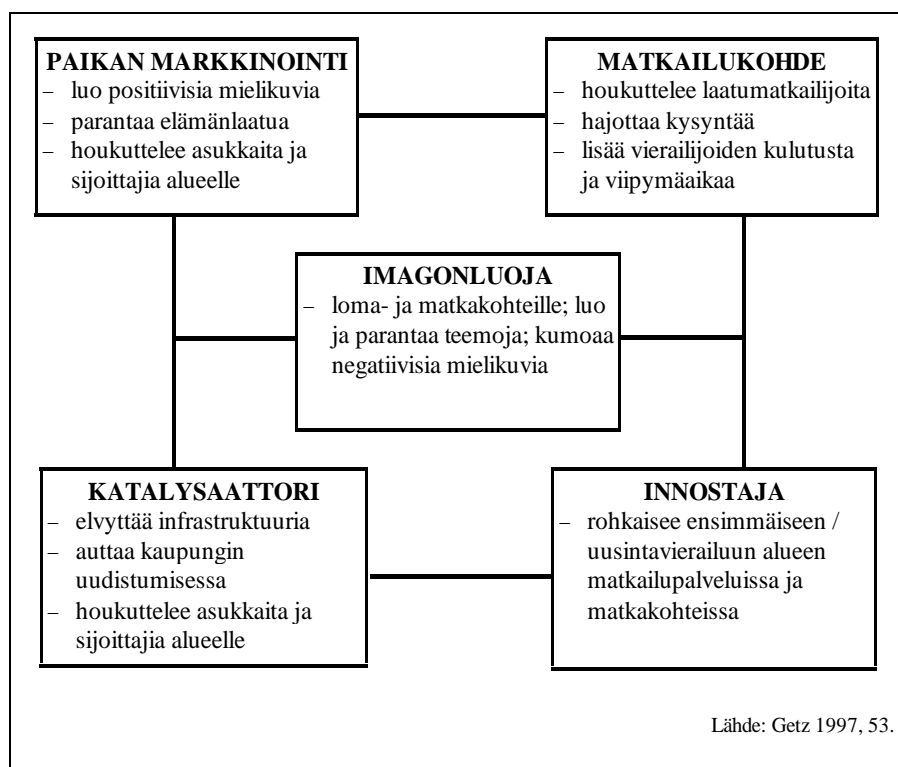 PAIKAN MARKKINOINTI
– luo positiivisia mielikuvia
– parantaa elämänlaatua
– houkuttelee asukkaita ja
sijoittajia alueelle
MATKAILUKOHDE
– houkuttelee laatumatkailijoita
– hajottaa kysyntää
– lisää vierailijoiden kulutusta
ja viipymäaikaa
IMAGONLUOJA
– loma- ja matkakohteille; luo
ja parantaa teemoja; kumoaa
negatiivisia mielikuvia
KATALYSAATTORI
– elvyttää infrastruktuuria
– auttaa kaupungin
uudistumisessa
– houkuttelee asukkaita ja
sijoittajia alueelle
INNOSTAJA
– rohkaisee ensimmäiseen /
uusintavierailuun alueen
matkailupalveluissa ja
matkakohteissa
Lähde: Getz 1997, 53.